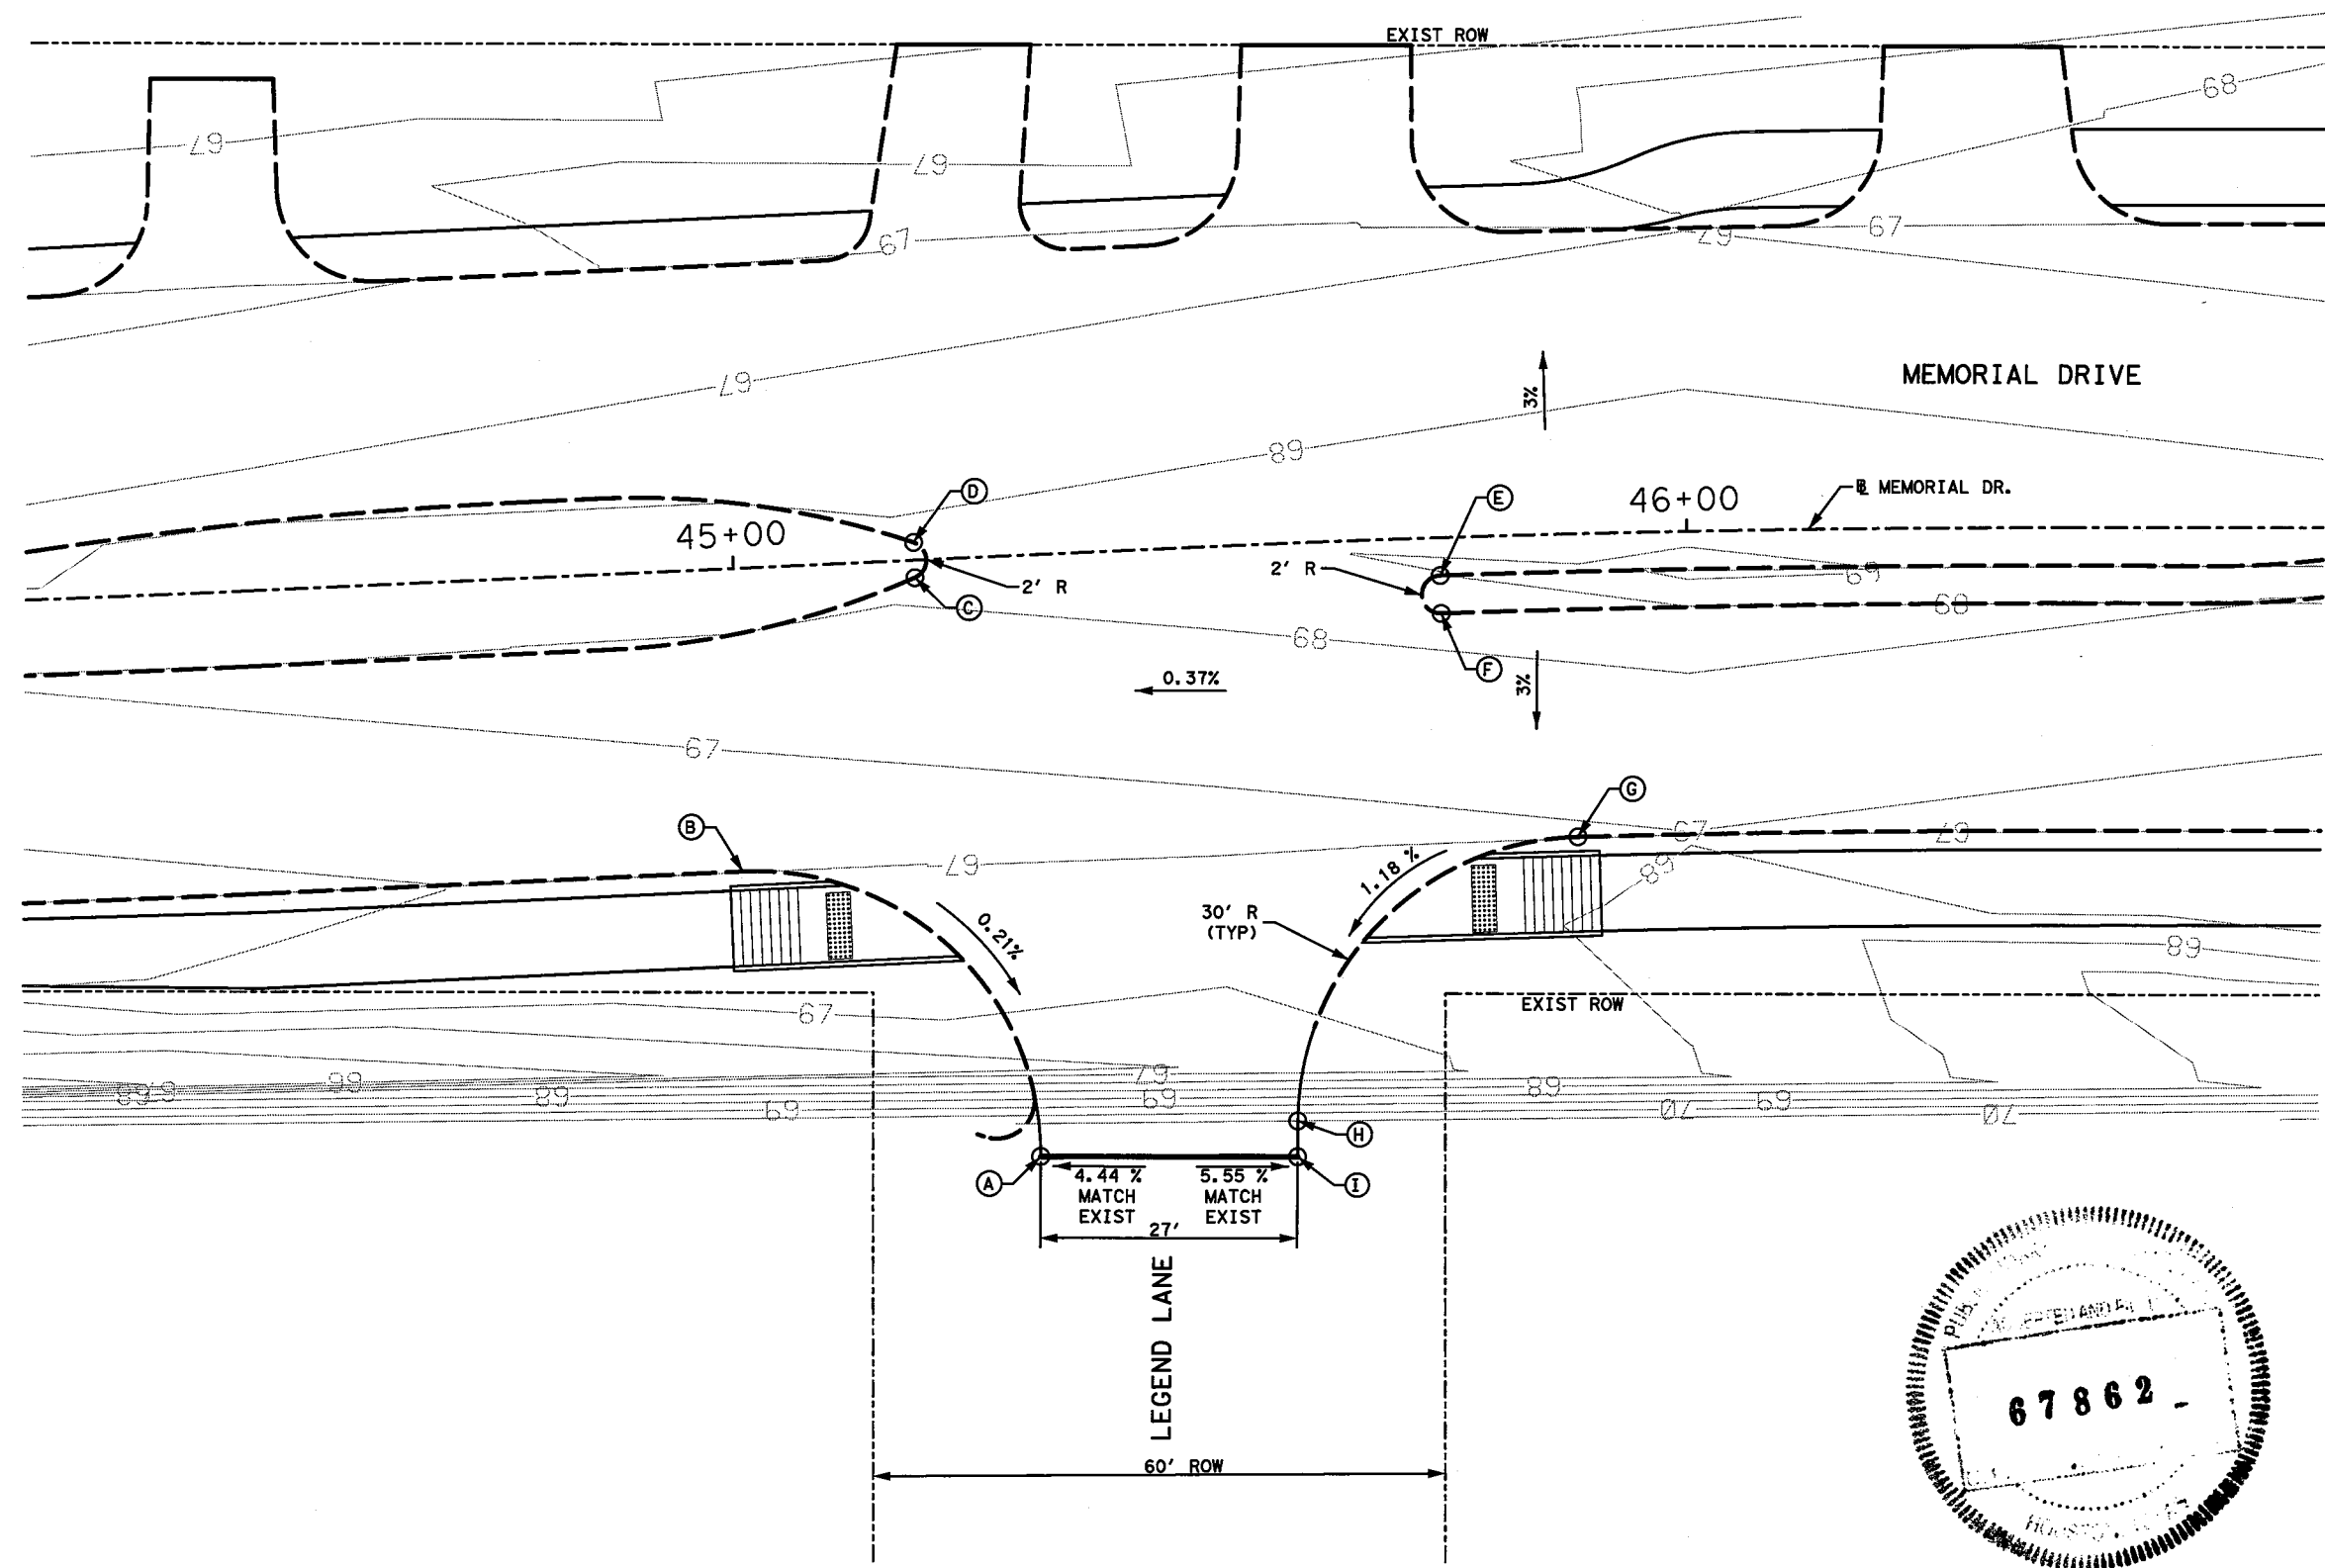 EXIST ROW
68
67
67
67
67
67
MEMORIAL DRIVE
67
3%
68
D
E
46+00
℄ MEMORIAL DR.
45+00
2' R
2' R
69
C
68
68
F
3%
0.37%
67
G
B
67
67
67
1.18 %
68
30' R
(TYP)
0.21%
68
EXIST ROW
67
67
68
68
68
69
69
69
70
70
H
A
I
4.44 %
MATCH
EXIST
5.55 %
MATCH
EXIST
27'
LEGEND LANE
60' ROW
67862